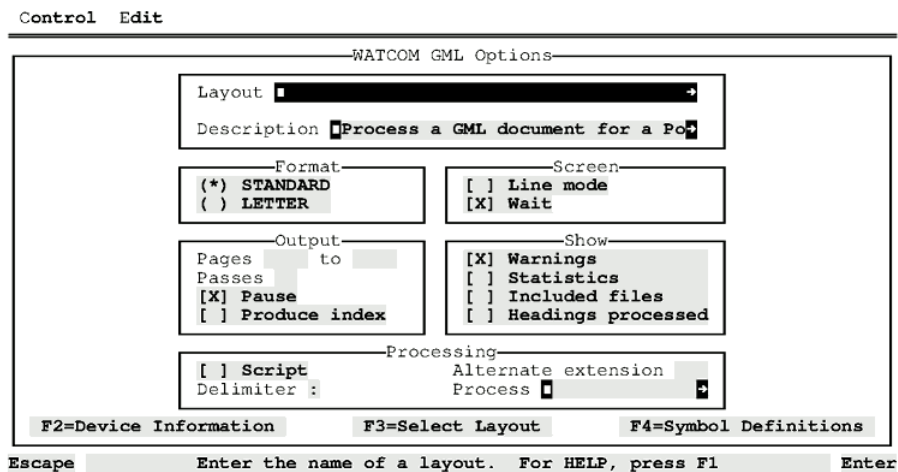 Control Edit
WATCOM GML Options
Layout
Description Process a GML document for a Po
Format
(*) STANDARD
( ) LETTER
Screen
[ ] Line mode
[X] Wait
Output
Pages to
Passes
[X] Pause
[ ] Produce index
Show
[X] Warnings
[ ] Statistics
[ ] Included files
[ ] Headings processed
Processing
[ ] Script Alternate extension
Delimiter : Process
F2=Device Information F3=Select Layout F4=Symbol Definitions
Escape Enter the name of a layout. For HELP, press F1 Enter